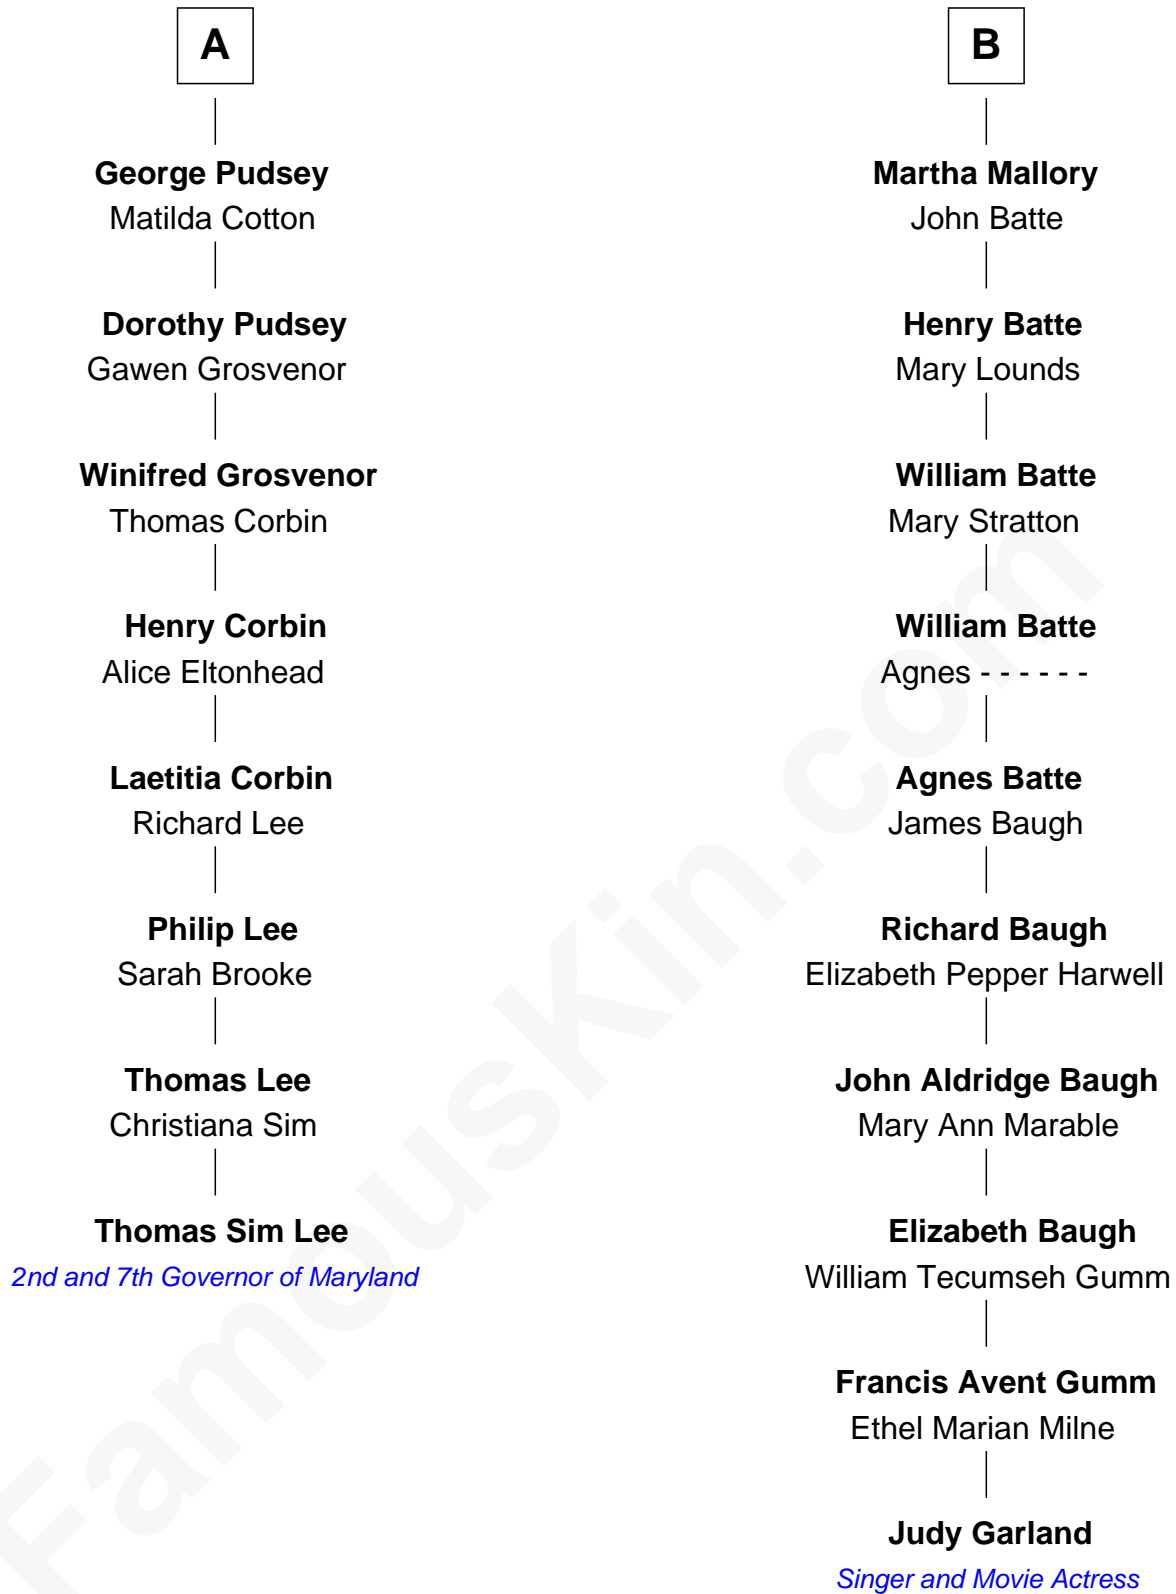 A
George Pudsey
Matilda Cotton
Dorothy Pudsey
Gawen Grosvenor
Winifred Grosvenor
Thomas Corbin
Henry Corbin
Alice Eltonhead
Laetitia Corbin
Richard Lee
Philip Lee
Sarah Brooke
Thomas Lee
Christiana Sim
Thomas Sim Lee
2nd and 7th Governor of Maryland
B
Martha Mallory
John Batte
Henry Batte
Mary Lounds
William Batte
Mary Stratton
William Batte
Agnes - - - - - -
Agnes Batte
James Baugh
Richard Baugh
Elizabeth Pepper Harwell
John Aldridge Baugh
Mary Ann Marable
Elizabeth Baugh
William Tecumseh Gumm
Francis Avent Gumm
Ethel Marian Milne
Judy Garland
Singer and Movie Actress
FamousKin.com